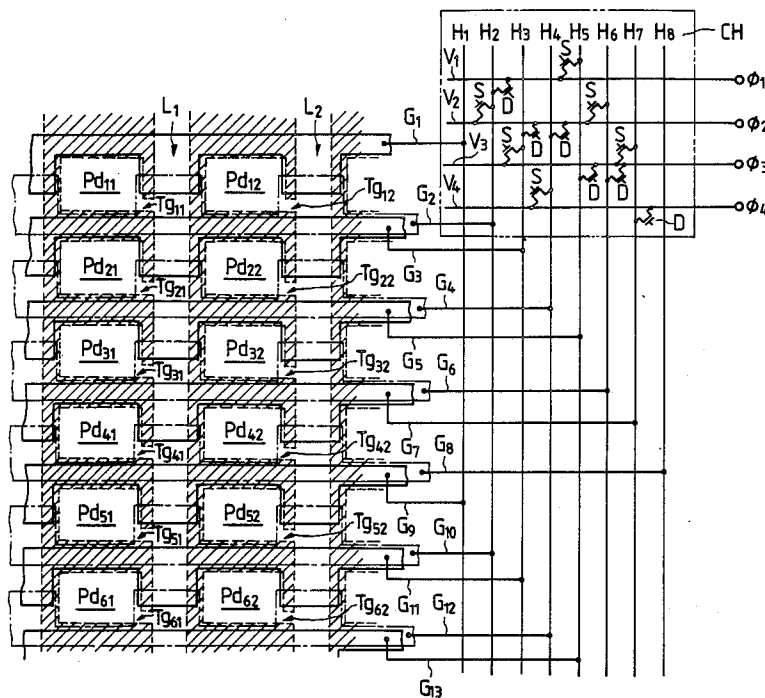 H₁ H₂ H₃ H₄ H₅ H₆ H₇ H₈
CH
V₁
S
ϕ₁
V₂
S
D
S
ϕ₂
V₃
S
D
D
S
ϕ₃
V₄
S
D
D
ϕ₄
D
L₁
L₂
G₁
Pd₁₁
Pd₁₂
Tg₁₁
Tg₁₂
G₂
G₃
Pd₂₁
Pd₂₂
Tg₂₁
Tg₂₂
G₄
G₅
Pd₃₁
Pd₃₂
Tg₃₁
Tg₃₂
G₆
G₇
Pd₄₁
Pd₄₂
Tg₄₁
Tg₄₂
G₈
G₉
Pd₅₁
Pd₅₂
Tg₅₁
Tg₅₂
G₁₀
G₁₁
Pd₆₁
Pd₆₂
Tg₆₁
Tg₆₂
G₁₂
G₁₃